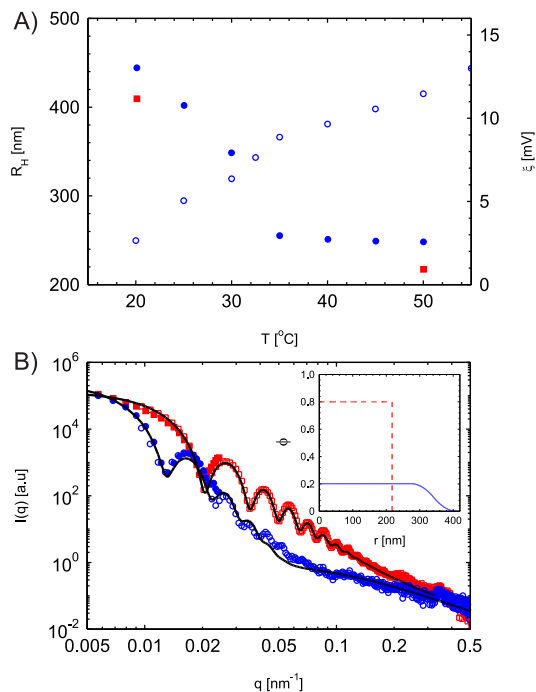 A)
500
400
300
200
R_H [nm]
15
10
5
0
ξ [mV]
20 30 40 50
T [°C]
B)
10^6
10^4
10^2
10^0
10^-2
I(q) [a.u]
0.005 0.01 0.02 0.05 0.1 0.2 0.5
q [nm^-1]
1,0
0,8
0,6
0,4
0,2
0
ϕ
0 100 200 300 400
r [nm]